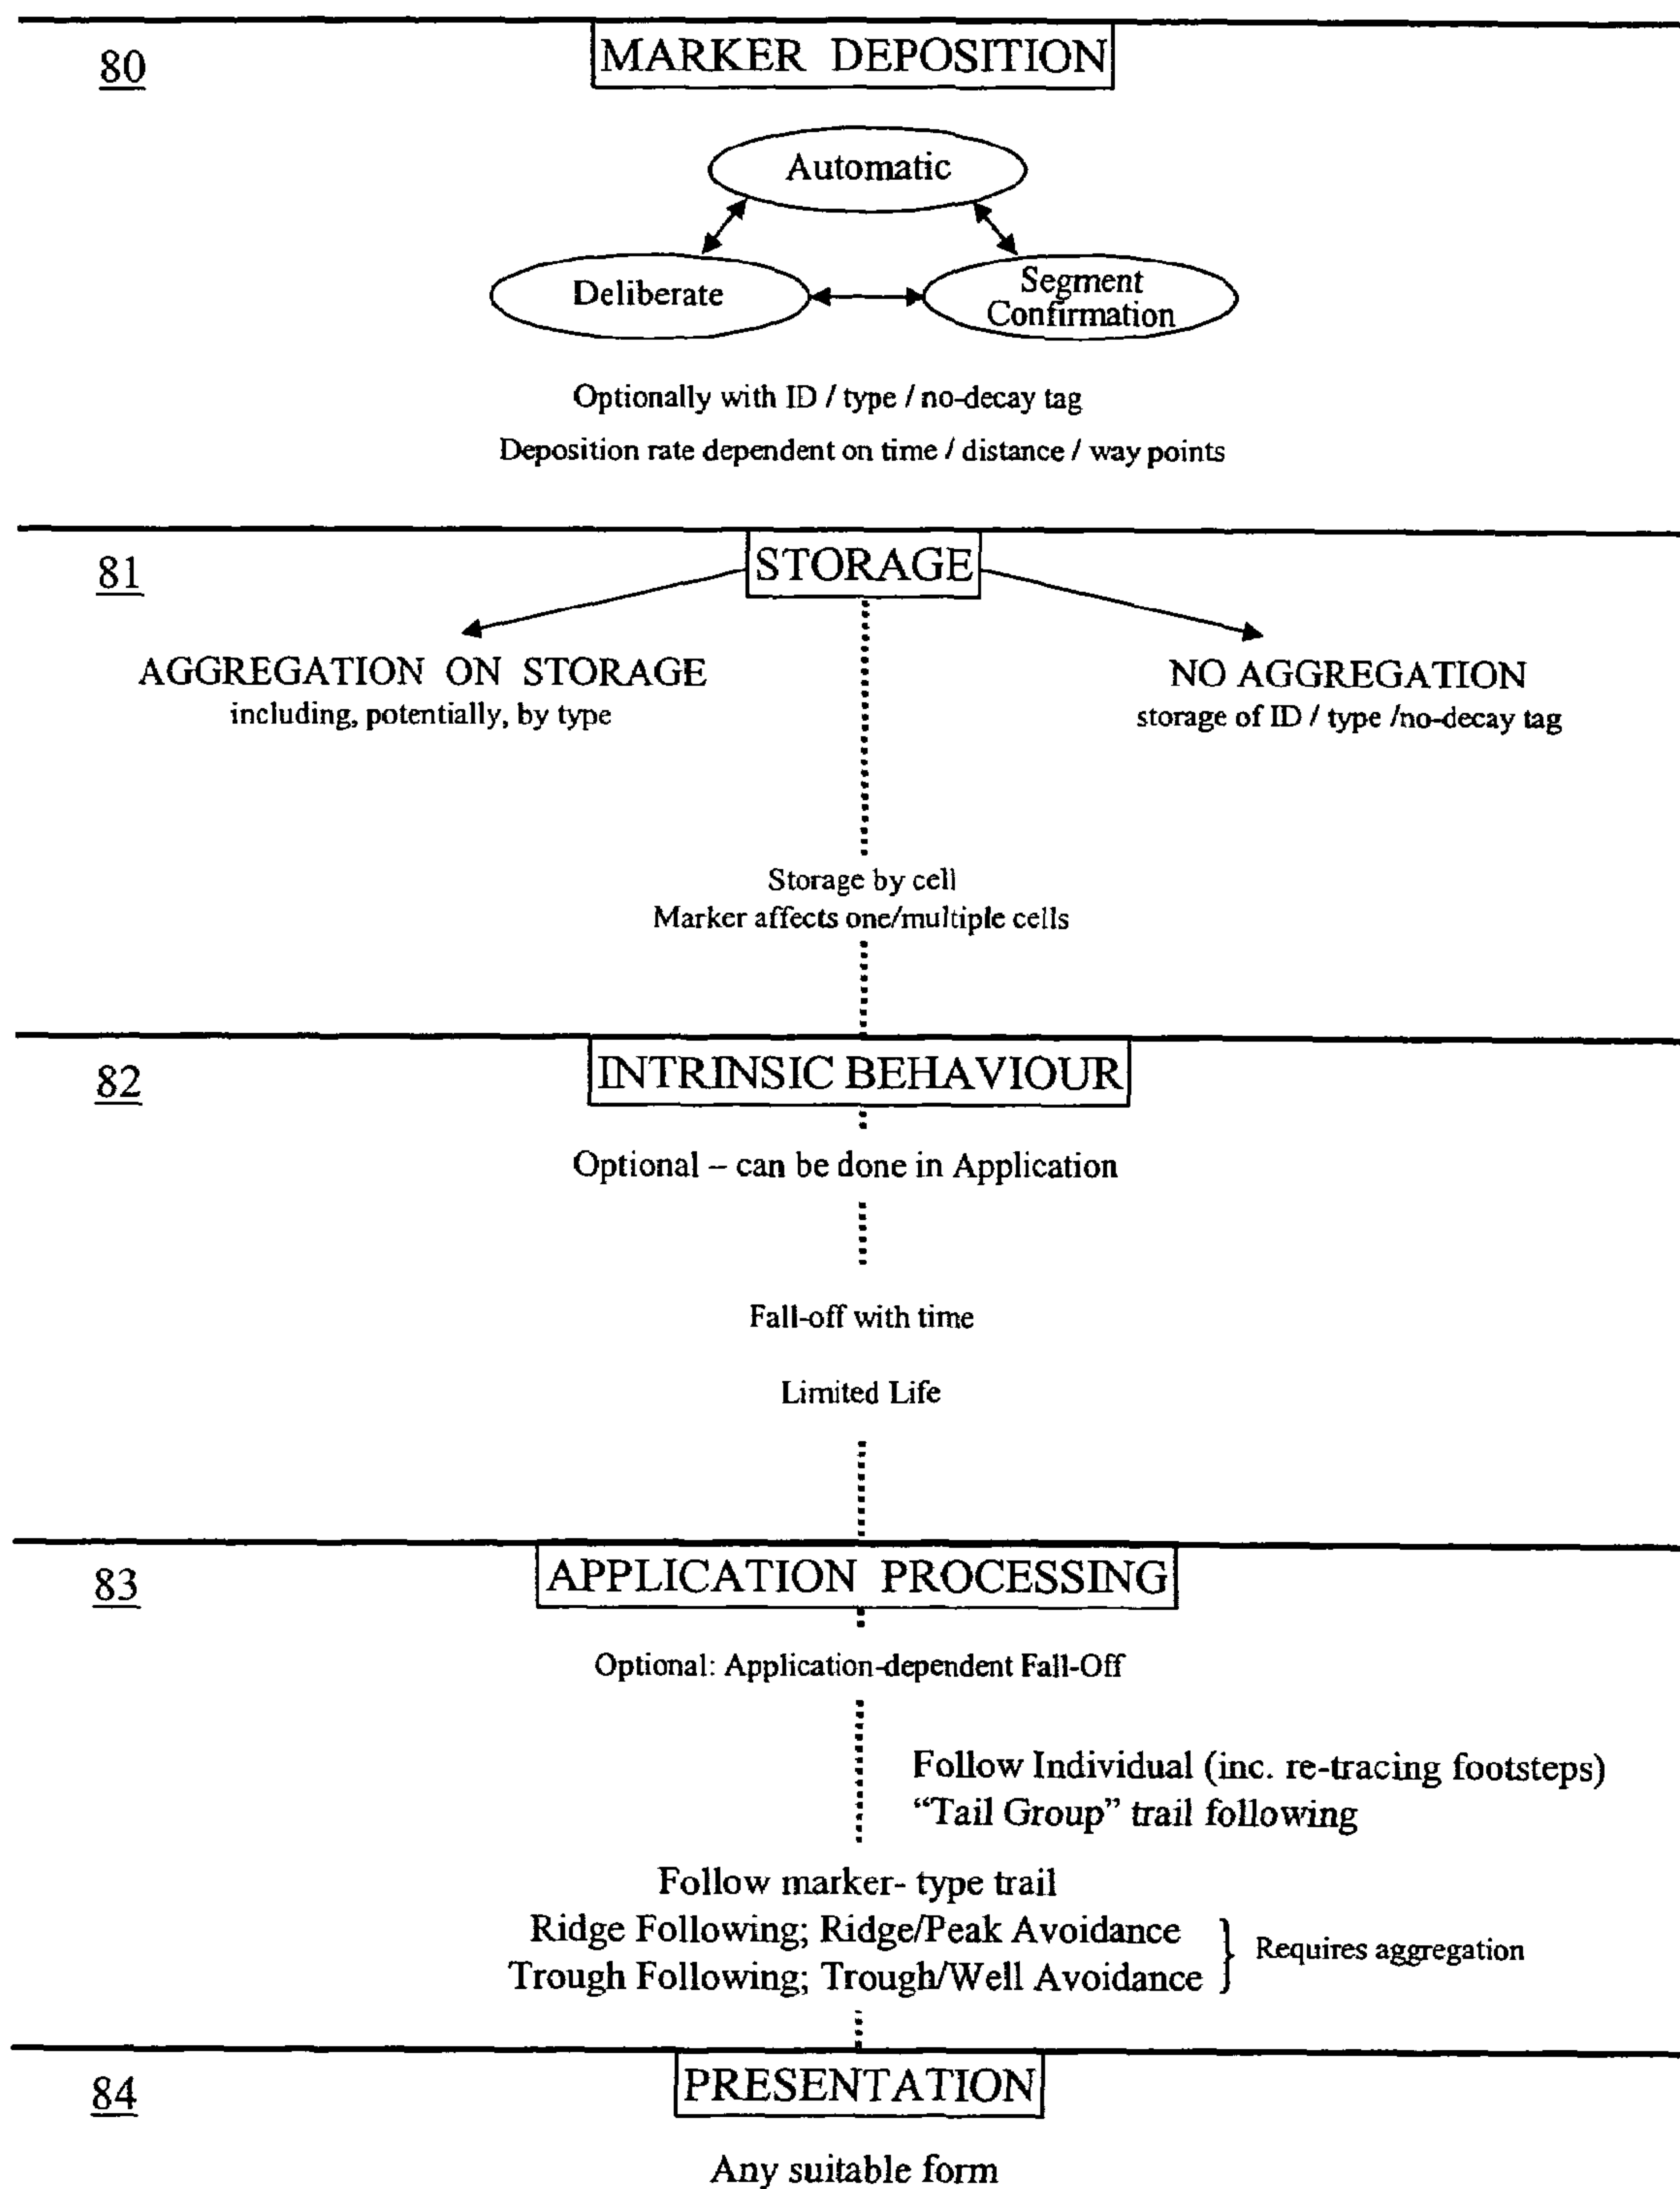 80
MARKER DEPOSITION
Automatic
Deliberate
Segment
Confirmation
Optionally with ID / type / no-decay tag
Deposition rate dependent on time / distance / way points
81
STORAGE
AGGREGATION ON STORAGE
including, potentially, by type
NO AGGREGATION
storage of ID / type /no-decay tag
Storage by cell
Marker affects one/multiple cells
82
INTRINSIC BEHAVIOUR
Optional – can be done in Application
Fall-off with time
Limited Life
83
APPLICATION PROCESSING
Optional: Application-dependent Fall-Off
Follow Individual (inc. re-tracing footsteps)
“Tail Group” trail following
Follow marker- type trail
Ridge Following; Ridge/Peak Avoidance
Trough Following; Trough/Well Avoidance
} Requires aggregation
84
PRESENTATION
Any suitable form